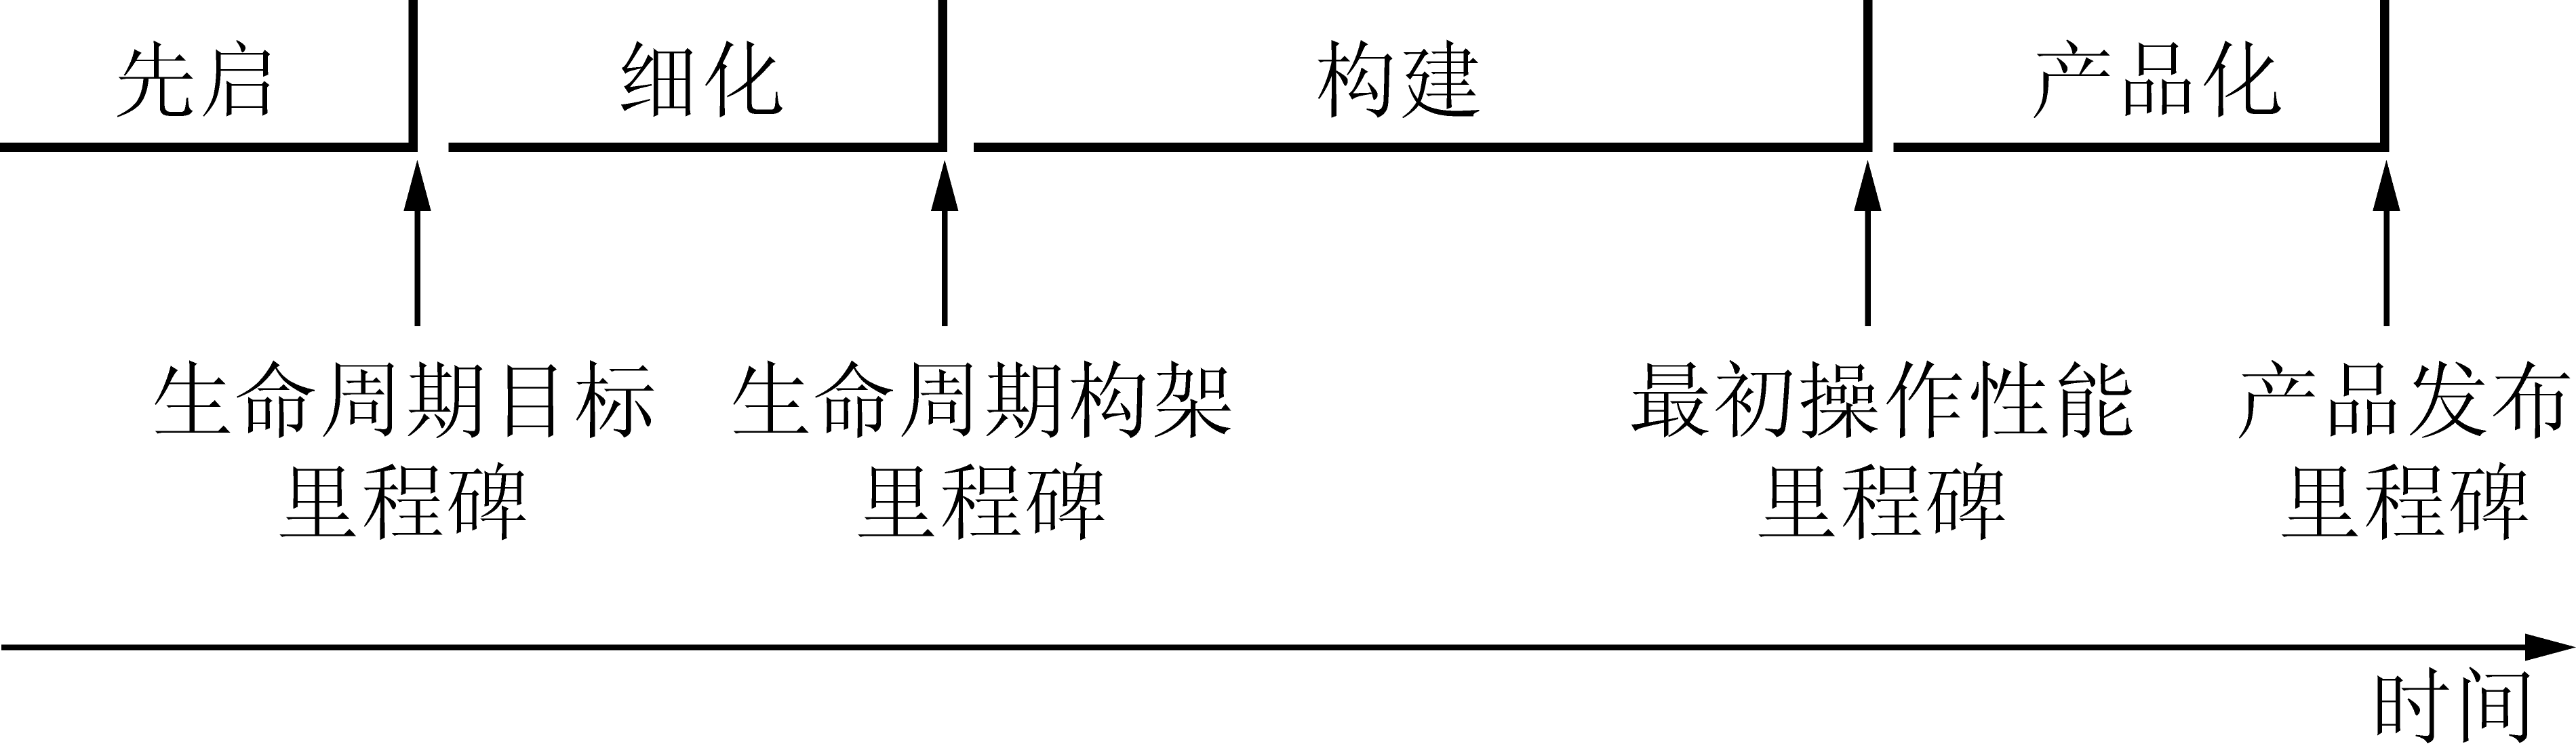 先启
细化
构建
产品化
生命周期目标
里程碑
生命周期构架
里程碑
最初操作性能
里程碑
产品发布
里程碑
时间